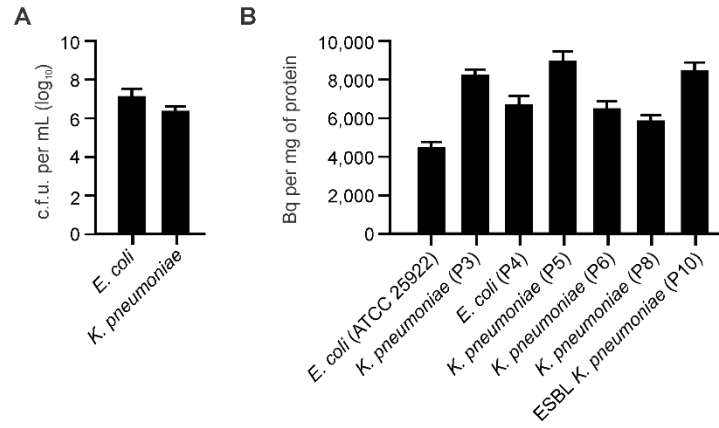 A
c.f.u. per mL (log₁₀)
10
8
6
4
2
0
E. coli
K. pneumoniae
B
Bq per mg of protein
10,000
8,000
6,000
4,000
2,000
0
E. coli (ATCC 25922)
K. pneumoniae (P3)
E. coli (P4)
K. pneumoniae (P5)
K. pneumoniae (P6)
K. pneumoniae (P8)
ESBL K. pneumoniae (P10)